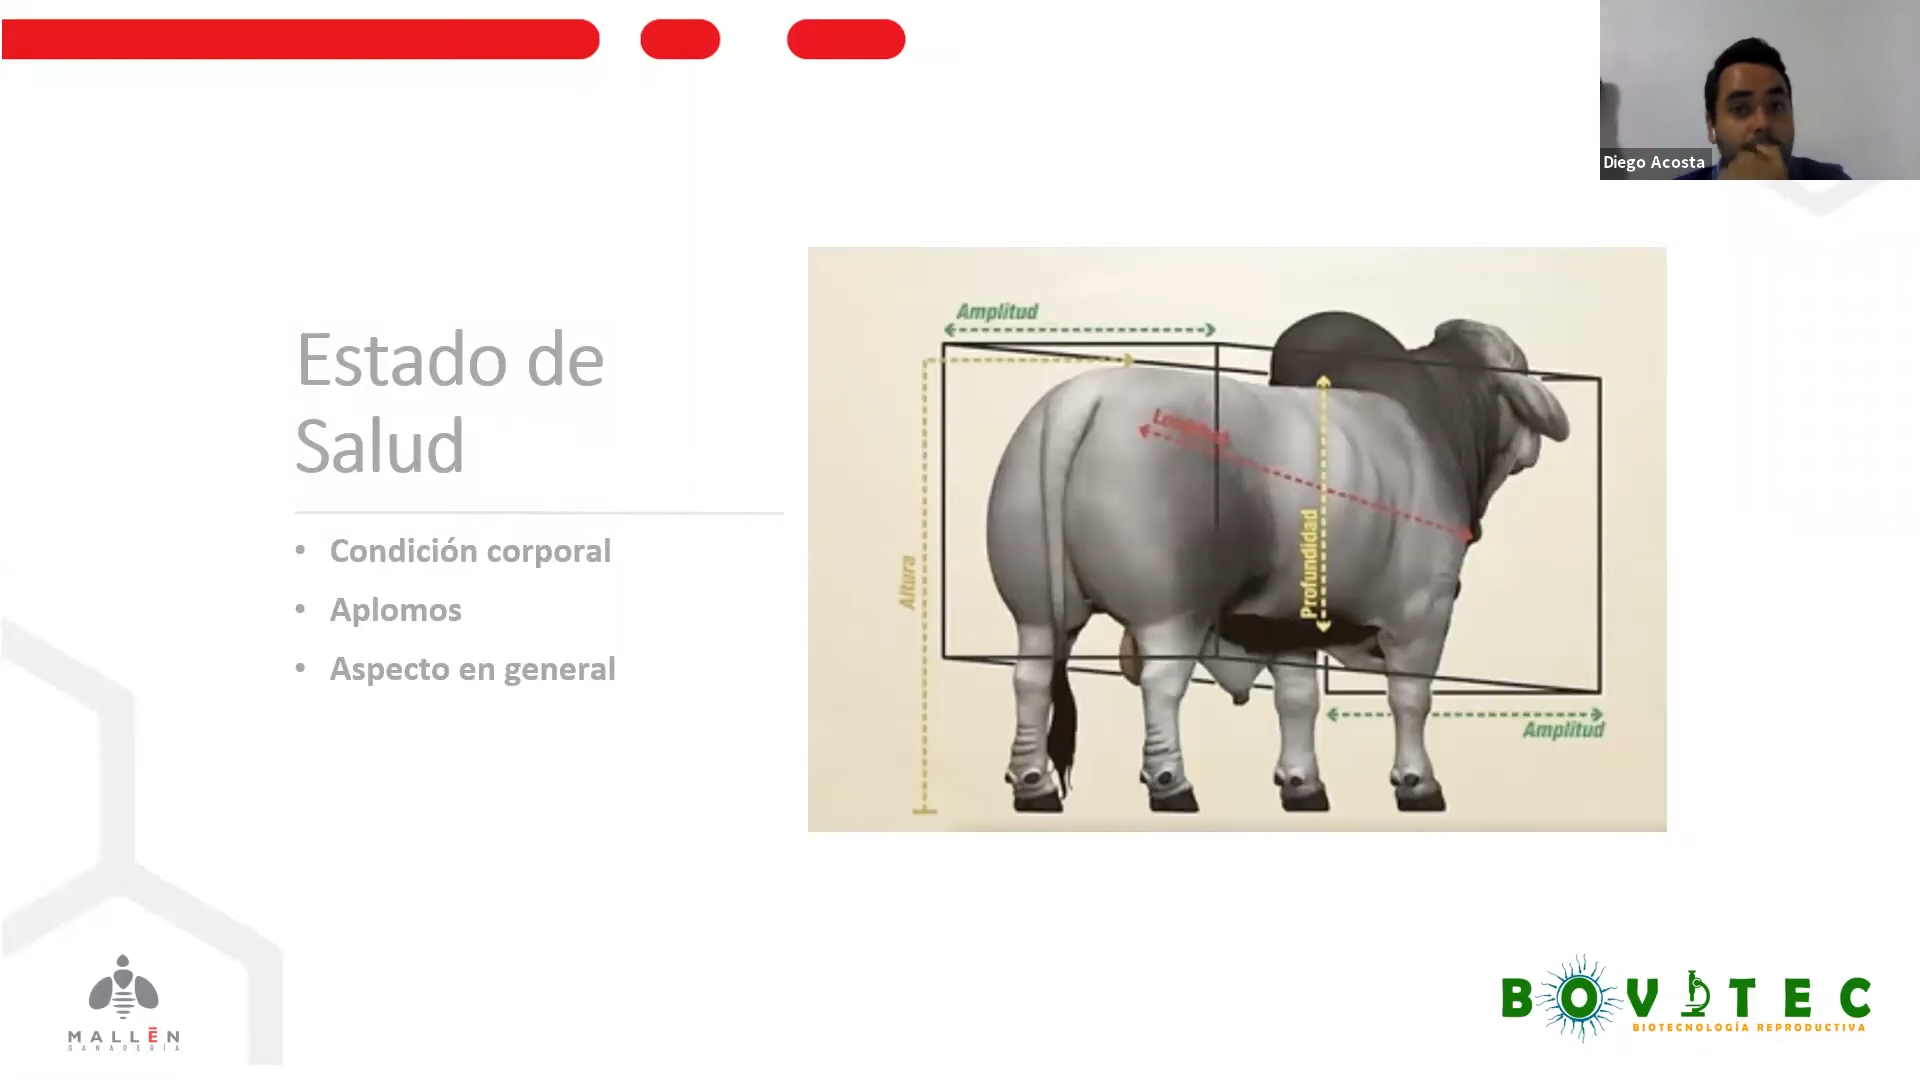 Diego Acosta
Estado de
Salud
• Condición corporal
• Aplomos
• Aspecto en general
Amplitud
Longitud
Altura
Profundidad
Amplitud
MALLĒN
GANADERÍA
BOVITEC
BIOTECNOLOGÍA REPRODUCTIVA